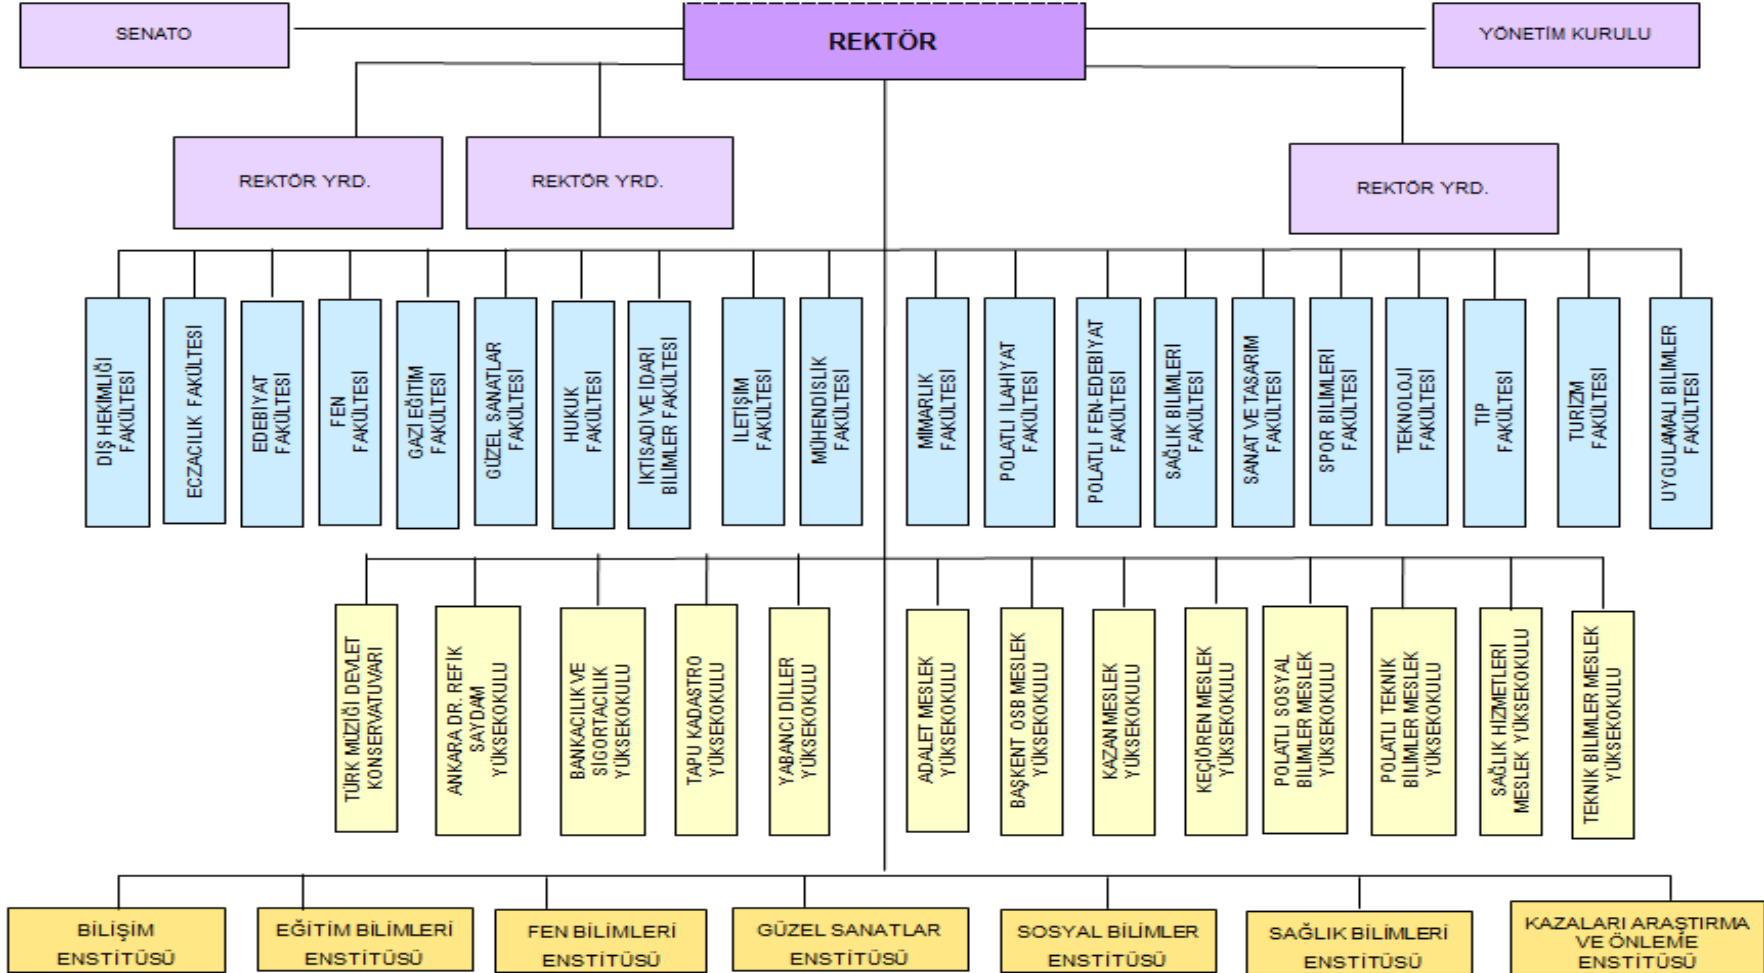 SENATO
REKTÖR
YÖNETİM KURULU
REKTÖR YRD.
REKTÖR YRD.
REKTÖR YRD.
DİŞ HEKİMLİĞİ
FAKÜLTESİ
ECZACILIK FAKÜLTESİ
EDEBİYAT
FAKÜLTESİ
FEN
FAKÜLTESİ
GAZİ EĞİTİM
FAKÜLTESİ
GÜZEL SANATLAR
FAKÜLTESİ
HUKUK
FAKÜLTESİ
İKTİSADİ VE İDARİ
BİLİMLER FAKÜLTESİ
İLETİŞİM
FAKÜLTESİ
MÜHENDİSLİK
FAKÜLTESİ
MİMARLIK
FAKÜLTESİ
POLATLI İLAHİYAT
FAKÜLTESİ
POLATLI FEN-EDEBİYAT
FAKÜLTESİ
SAĞLIK BİLİMLERİ
FAKÜLTESİ
SANAT VE TASARIM
FAKÜLTESİ
SPOR BİLİMLERİ
FAKÜLTESİ
TEKNOLOJİ
FAKÜLTESİ
TIP
FAKÜLTESİ
TURİZM
FAKÜLTESİ
UYGULAMALI BİLİMLER
FAKÜLTESİ
TÜRK MÜZİĞİ DEVLET
KONSERVATUVARI
ANKARA DR. REFİK
SAYDAM
YÜKSEKOKULU
BANKACILIK VE
SİGORTACILIK
YÜKSEKOKULU
TAPU KADASTRO
YÜKSEKOKULU
YABANCI DİLLER
YÜKSEKOKULU
ADALET MESLEK
YÜKSEKOKULU
BAŞKENT OSB MESLEK
YÜKSEKOKULU
KAZAN MESLEK
YÜKSEKOKULU
KEÇİÖREN MESLEK
YÜKSEKOKULU
POLATLI SOSYAL
BİLİMLER MESLEK
YÜKSEKOKULU
POLATLI TEKNİK
BİLİMLER MESLEK
YÜKSEKOKULU
SAĞLIK HİZMETLERİ
MESLEK YÜKSEKOKULU
TEKNİK BİLİMLER MESLEK
YÜKSEKOKULU
BİLİŞİM
ENSTİTÜSÜ
EĞİTİM BİLİMLERİ
ENSTİTÜSÜ
FEN BİLİMLERİ
ENSTİTÜSÜ
GÜZEL SANATLAR
ENSTİTÜSÜ
SOSYAL BİLİMLER
ENSTİTÜSÜ
SAĞLIK BİLİMLERİ
ENSTİTÜSÜ
KAZALARI ARAŞTIRMA
VE ÖNLEME
ENSTİTÜSÜ